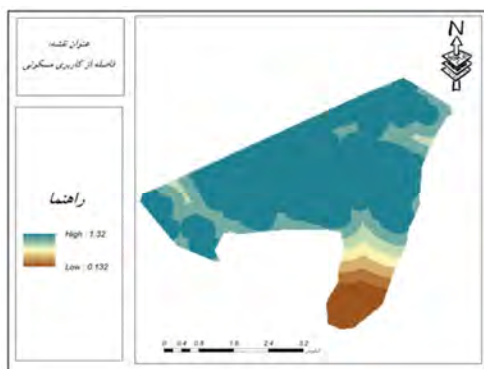 عنوان نقشه:
فاصله از کاربری مسکونی
راهنما
High : 1.32
Low : 0.132
N
0 0.4 0.8 1.6 2.4 3.2